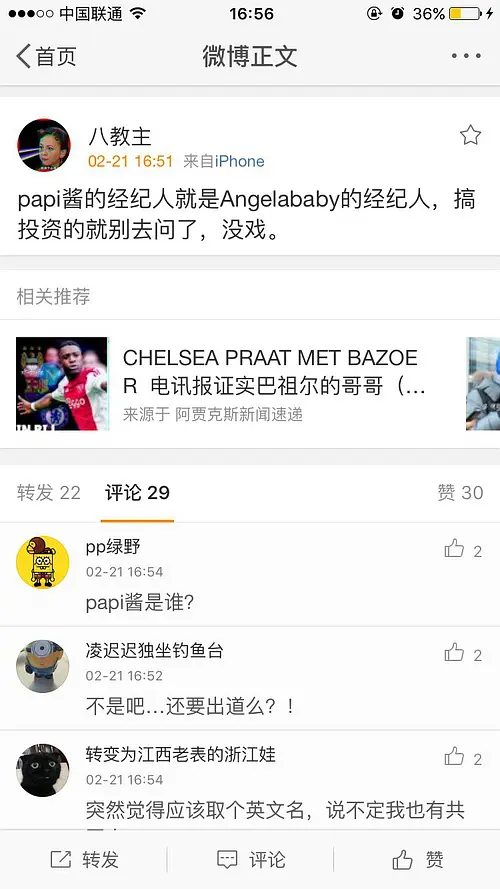 中国联通 16:56 36%
首页 微博正文
八教主
02-21 16:51 来自iPhone
papi酱的经纪人就是Angelababy的经纪人，搞
投资的就别去问了，没戏。
相关推荐
CHELSEA PRAAT MET BAZOE
R 电讯报证实巴祖尔的哥哥（...
来源于 阿贾克斯新闻速递
转发 22 评论 29 赞 30
pp绿野 2
02-21 16:54
papi酱是谁？
凌迟迟独坐钓鱼台 2
02-21 16:52
不是吧...还要出道么？！
转变为江西老表的浙江娃 2
02-21 16:54
突然觉得应该取个英文名，说不定我也有共
转发 评论 赞